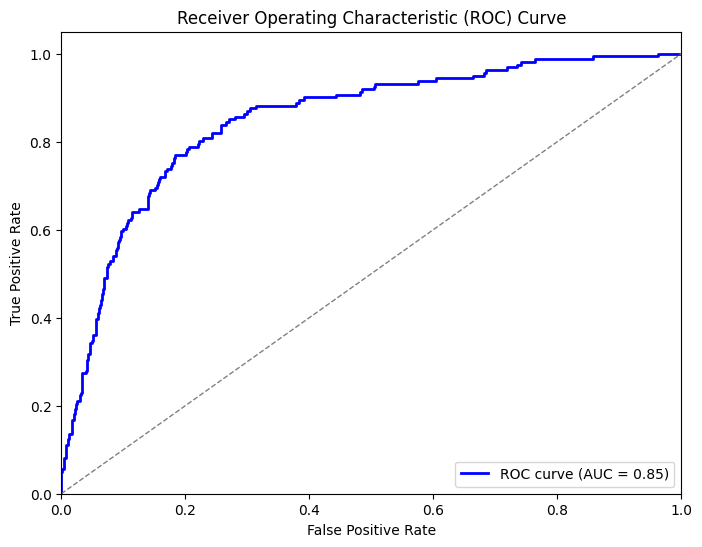 Receiver Operating Characteristic (ROC) Curve
True Positive Rate
1.0
0.8
0.6
0.4
0.2
0.0
0.0 0.2 0.4 0.6 0.8 1.0
False Positive Rate
ROC curve (AUC = 0.85)